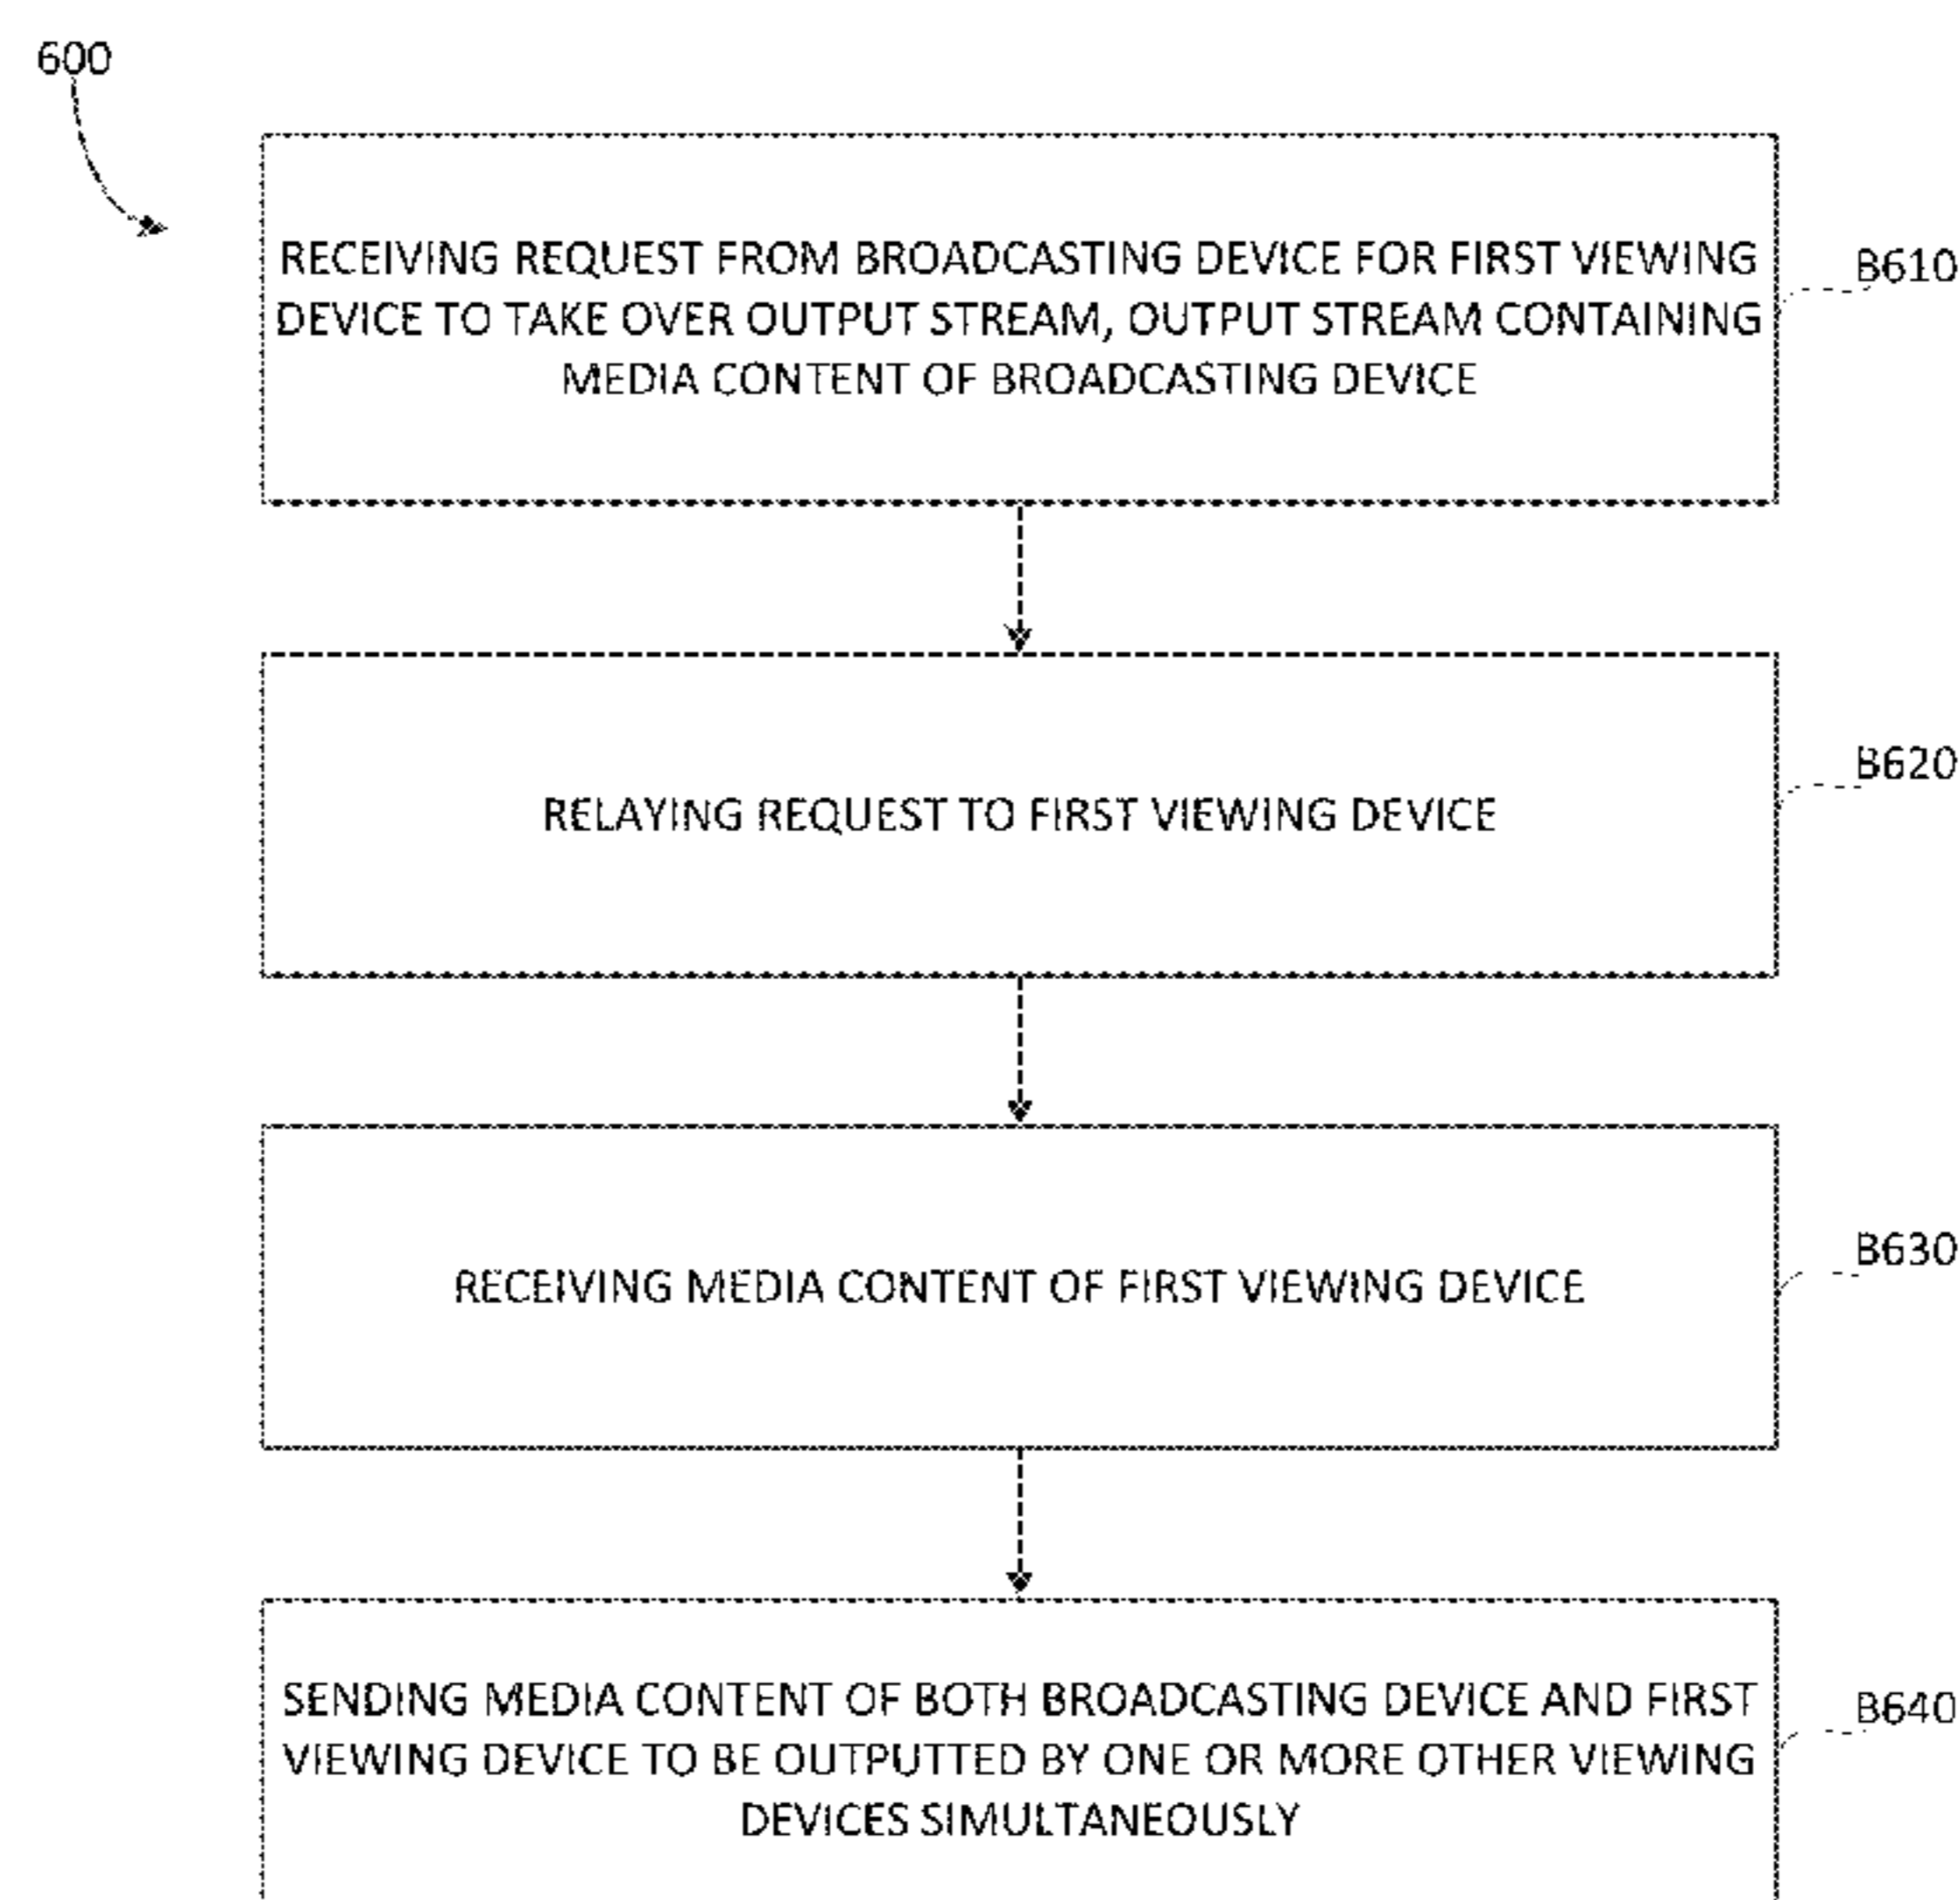 600
RECEIVING REQUEST FROM BROADCASTING DEVICE FOR FIRST VIEWING
DEVICE TO TAKE OVER OUTPUT STREAM, OUTPUT STREAM CONTAINING
MEDIA CONTENT OF BROADCASTING DEVICE
B610
RELAYING REQUEST TO FIRST VIEWING DEVICE
B620
RECEIVING MEDIA CONTENT OF FIRST VIEWING DEVICE
B630
SENDING MEDIA CONTENT OF BOTH BROADCASTING DEVICE AND FIRST
VIEWING DEVICE TO BE OUTPUTTED BY ONE OR MORE OTHER VIEWING
DEVICES SIMULTANEOUSLY
B640